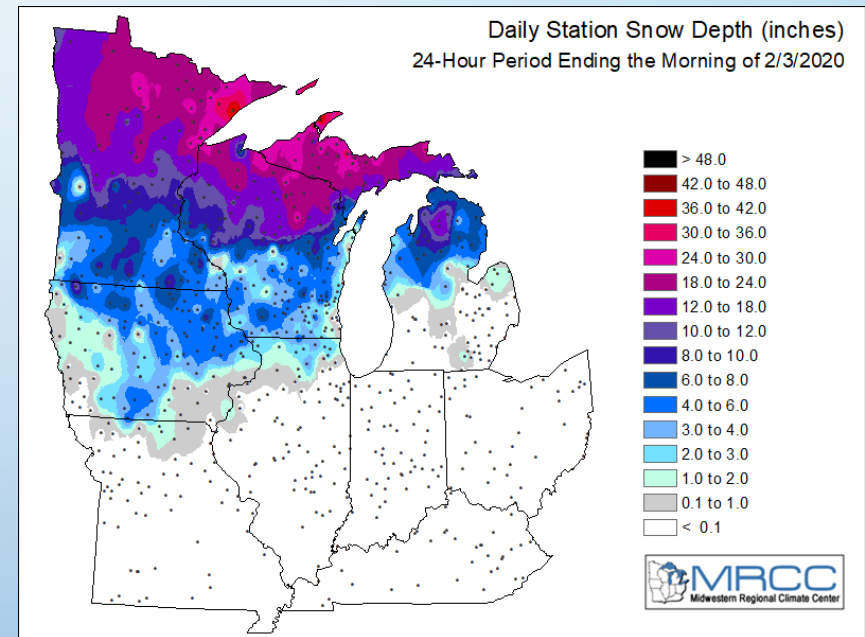 Daily Station Snow Depth (inches)
24-Hour Period Ending the Morning of 2/3/2020
> 48.0
42.0 to 48.0
36.0 to 42.0
30.0 to 36.0
24.0 to 30.0
18.0 to 24.0
12.0 to 18.0
10.0 to 12.0
8.0 to 10.0
6.0 to 8.0
4.0 to 6.0
3.0 to 4.0
2.0 to 3.0
1.0 to 2.0
0.1 to 1.0
< 0.1
MRCC
Midwestern Regional Climate Center